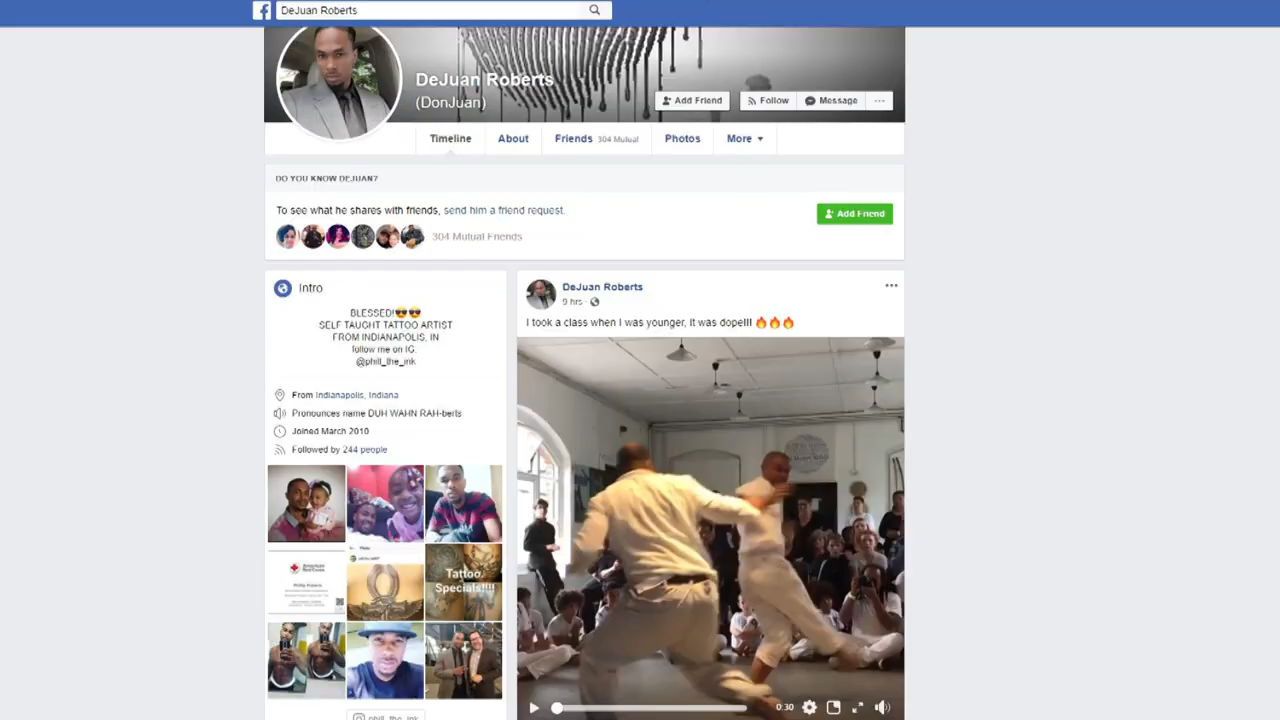 DeJuan Roberts
DeJuan Roberts
(DonJuan)
Add Friend
Follow
Message
Timeline
About
Friends 304 Mutual
Photos
More
DO YOU KNOW DEJUAN?
To see what he shares with friends, send him a friend request.
Add Friend
304 Mutual Friends
Intro
BLESSED!😎😎
SELF TAUGHT TATTOO ARTIST
FROM INDIANAPOLIS, IN
follow me on IG.
@phill_the_ink
From Indianapolis, Indiana
Pronounces name DUH WAHN RAH-berts
Joined March 2010
Followed by 244 people
American
Red Cross
Tattoo
Specials!!!!
phill_the_ink
DeJuan Roberts
9 hrs ·
I took a class when I was younger, it was dope!!! 🔥🔥🔥
0:30